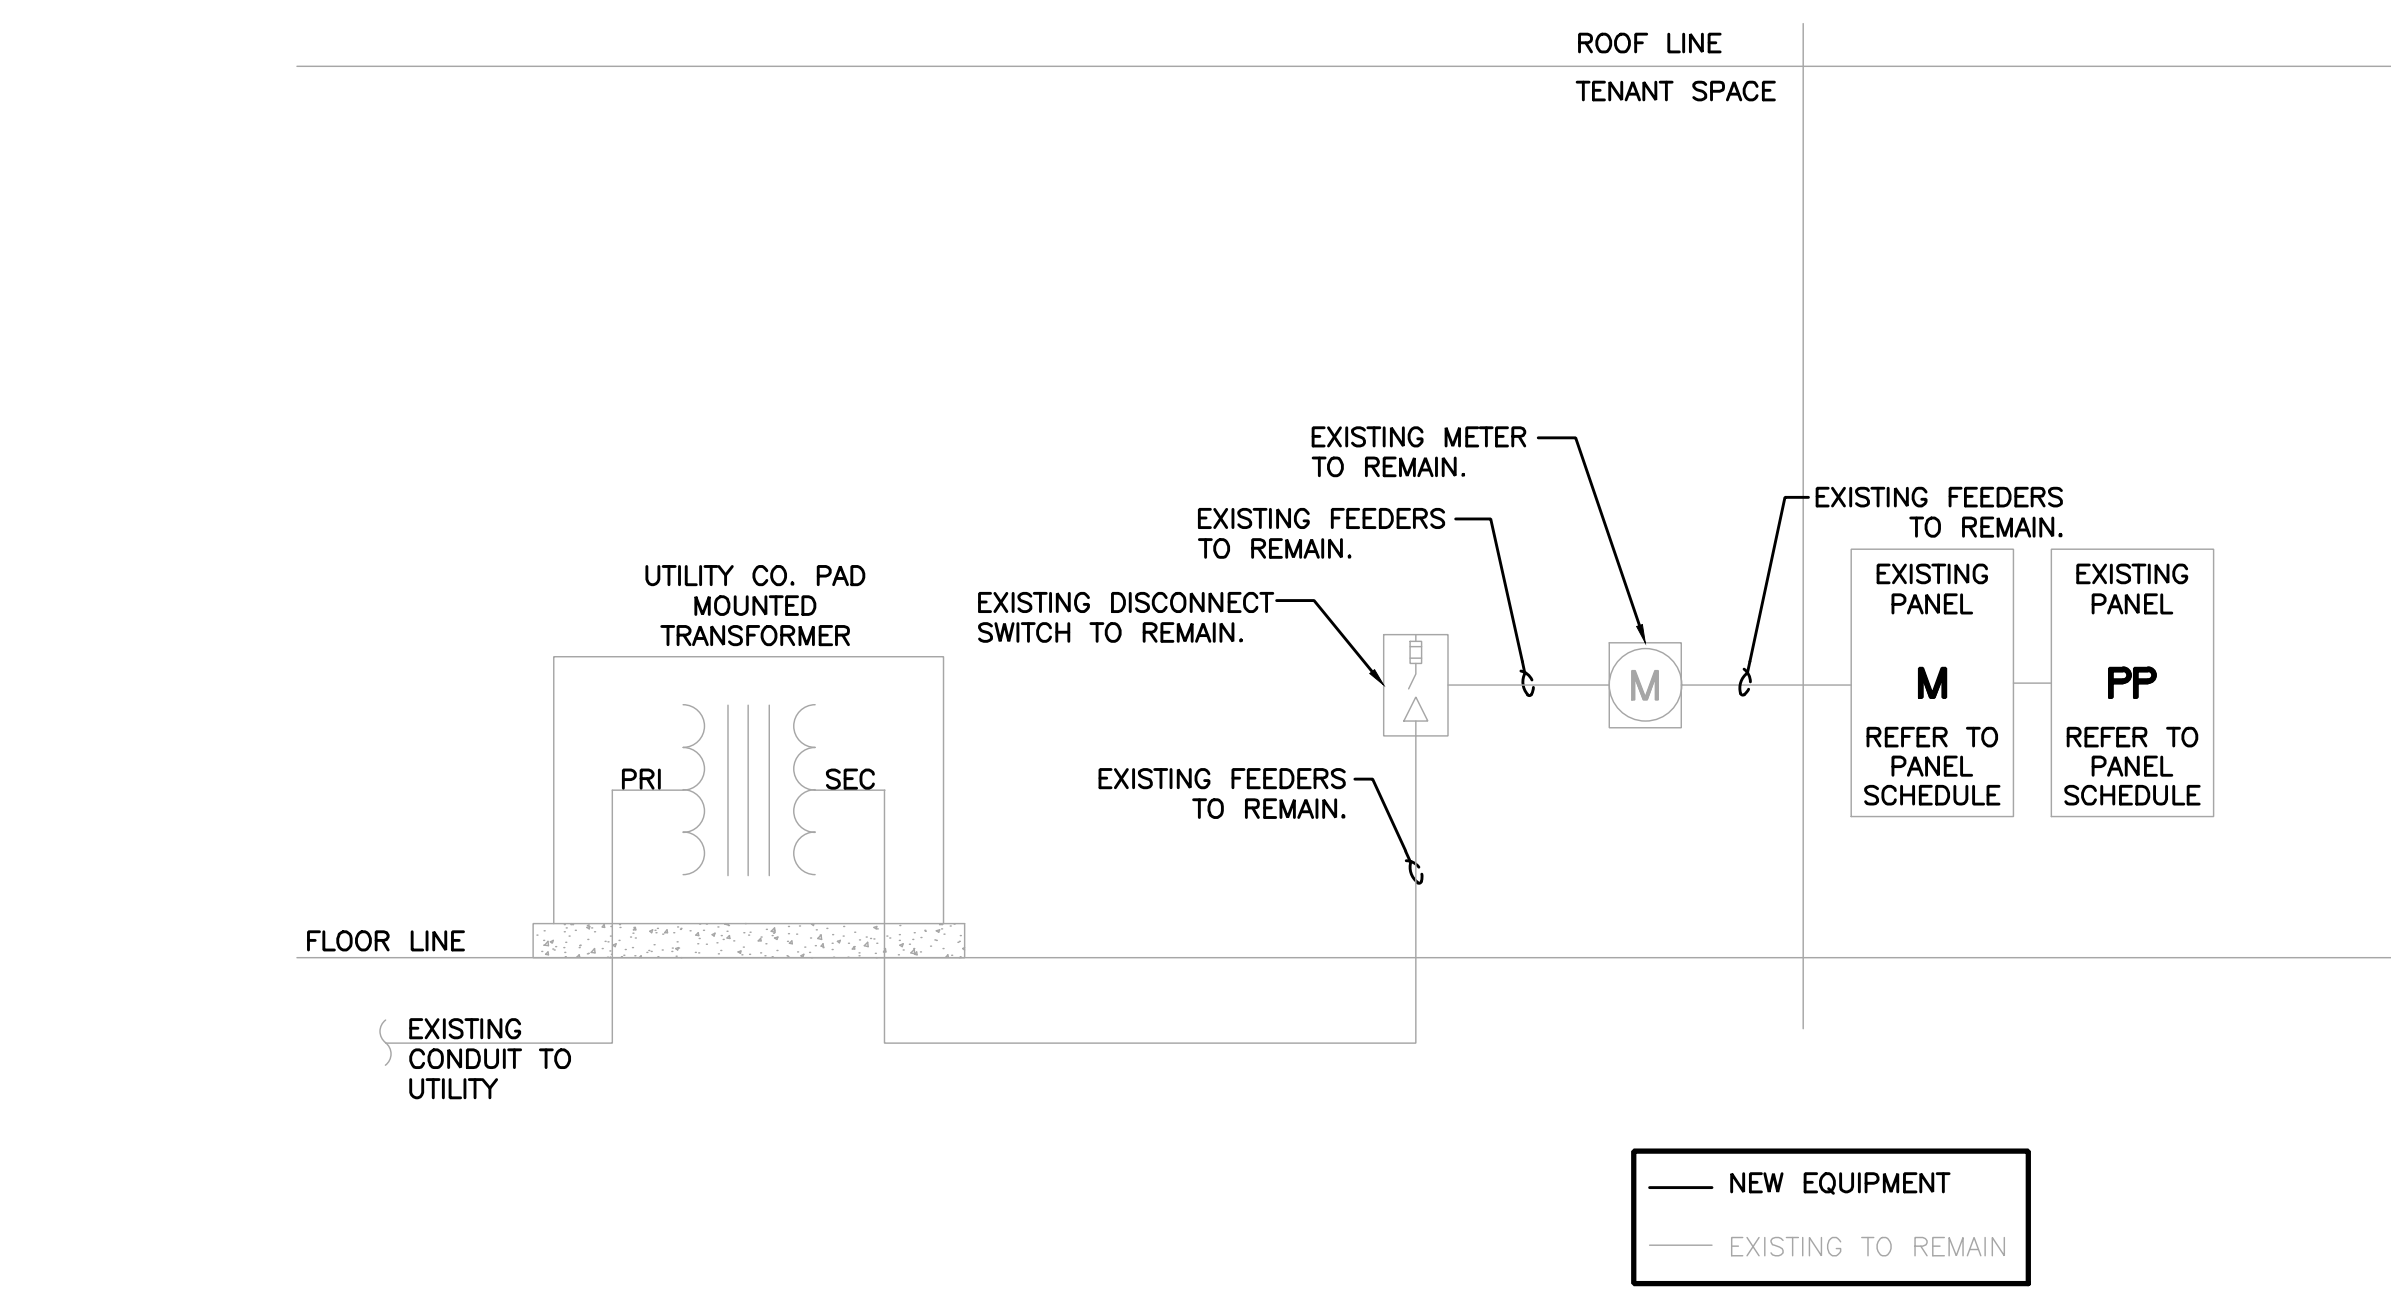 ROOF LINE
TENANT SPACE
EXISTING METER
TO REMAIN.
EXISTING FEEDERS
TO REMAIN.
EXISTING FEEDERS
TO REMAIN.
UTILITY CO. PAD
MOUNTED
TRANSFORMER
EXISTING DISCONNECT
SWITCH TO REMAIN.
M
EXISTING
PANEL
M
REFER TO
PANEL
SCHEDULE
EXISTING
PANEL
PP
REFER TO
PANEL
SCHEDULE
PRI
SEC
EXISTING FEEDERS
TO REMAIN.
FLOOR LINE
EXISTING
CONDUIT TO
UTILITY
NEW EQUIPMENT
EXISTING TO REMAIN